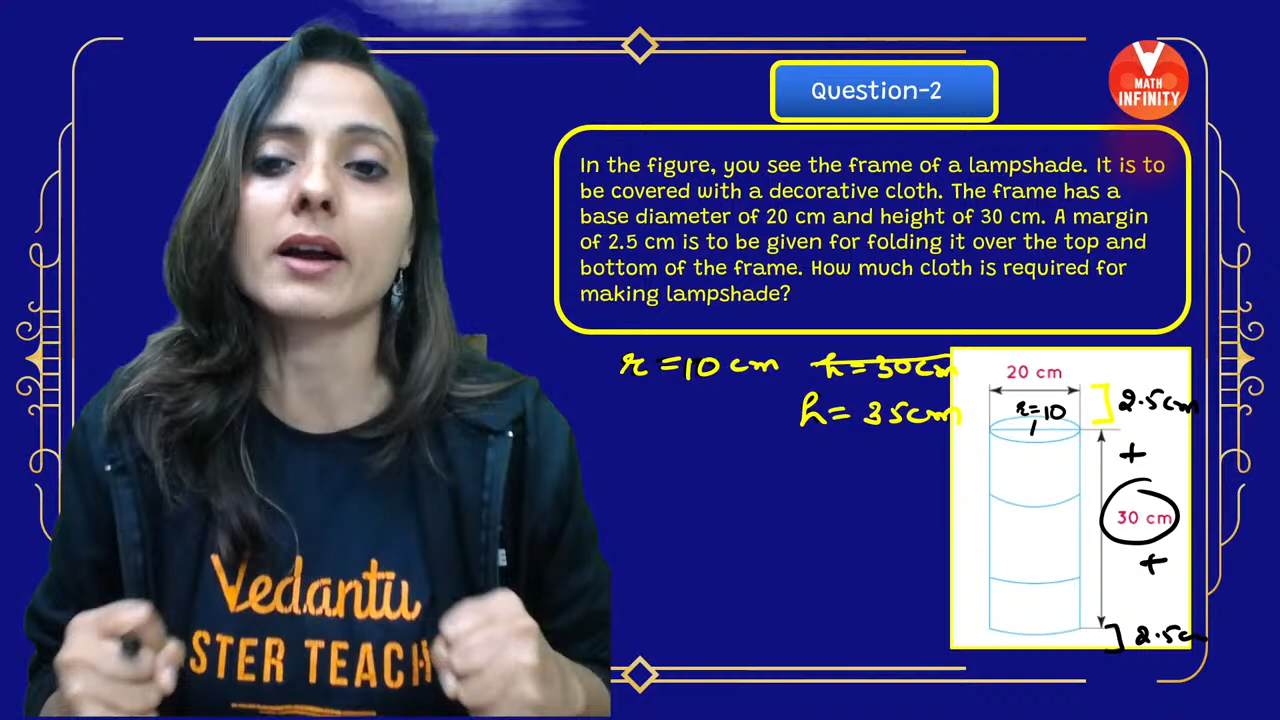 Question-2
MATH
INFINITY
In the figure, you see the frame of a lampshade. It is to
be covered with a decorative cloth. The frame has a
base diameter of 20 cm and height of 30 cm. A margin
of 2.5 cm is to be given for folding it over the top and
bottom of the frame. How much cloth is required for
making lampshade?
r = 10 cm h = 30cm
h = 35cm
20 cm
2.5cm
r=10
+
30 cm
+
2.5c
Vedantu
STER TEACH